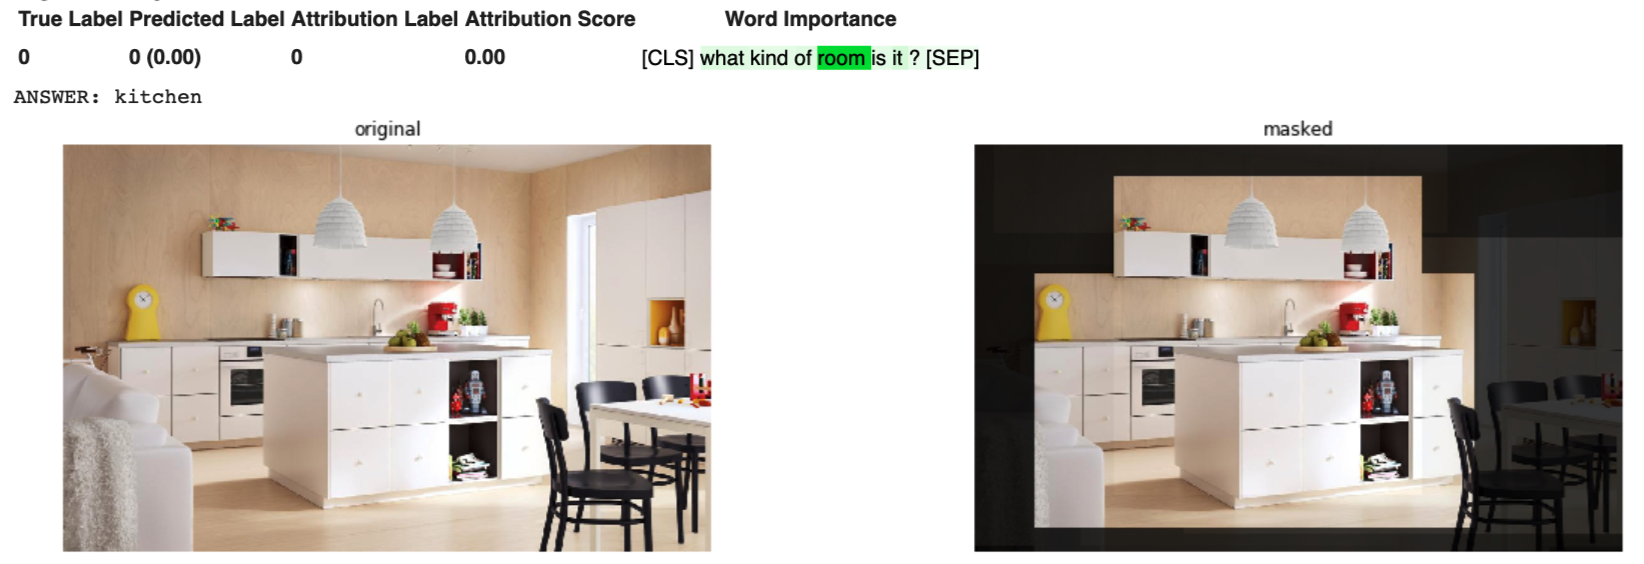 True Label Predicted Label Attribution Label Attribution Score Word Importance
0 0 (0.00) 0 0.00 [CLS] what kind of room is it ? [SEP]
ANSWER: kitchen
original masked